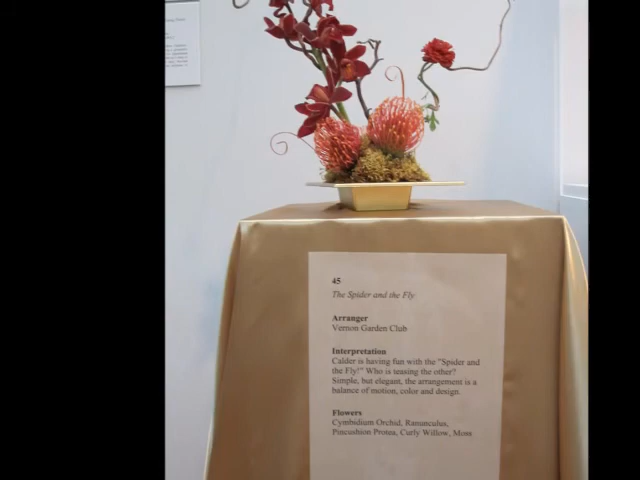 45
The Spider and the Fly
Arranger
Vernon Garden Club
Interpretation
Calder is having fun with the "Spider and
the Fly!" Who is teasing the other?
Simple, but elegant, the arrangement is a
balance of motion, color and design.
Flowers
Cymbidium Orchid, Ranunculus,
Pincushion Protea, Curly Willow, Moss